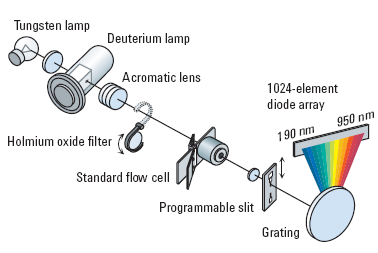 Tungsten lamp
Deuterium lamp
Acromatic lens
1024-element
diode array
190 nm
950 nm
Holmium oxide filter
Standard flow cell
Programmable slit
Grating